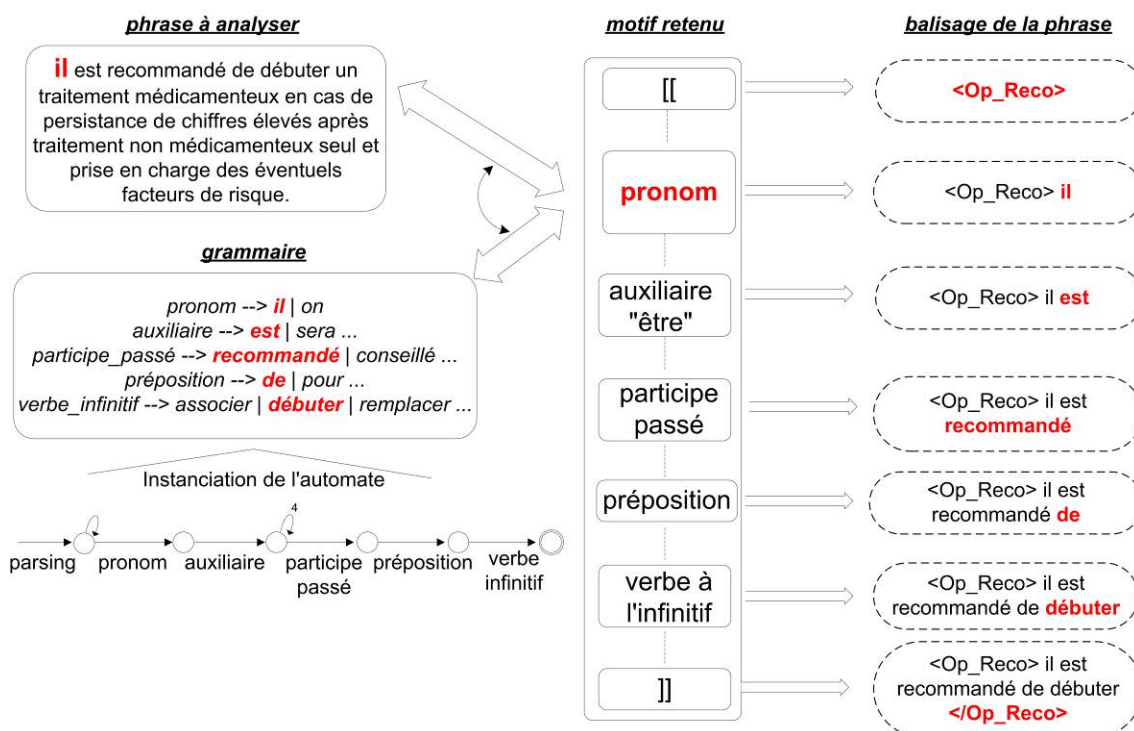 phrase à analyser
il est recommandé de débuter un
traitement médicamenteux en cas de
persistance de chiffres élevés après
traitement non médicamenteux seul et
prise en charge des éventuels
facteurs de risque.
grammaire
pronom --> il | on
auxiliaire --> est | sera ...
participe_passé --> recommandé | conseillé ...
préposition --> de | pour ...
verbe_infinitif --> associer | débuter | remplacer ...
Instanciation de l'automate
4
parsing
pronom
auxiliaire
participe
passé
préposition
verbe
infinitif
motif retenu
[[
pronom
auxiliaire
"être"
participe
passé
préposition
verbe à
l'infinitif
]]
balisage de la phrase
<Op_Reco>
<Op_Reco> il
<Op_Reco> il est
<Op_Reco> il est
recommandé
<Op_Reco> il est
recommandé de
<Op_Reco> il est
recommandé de débuter
<Op_Reco> il est
recommandé de débuter
</Op_Reco>